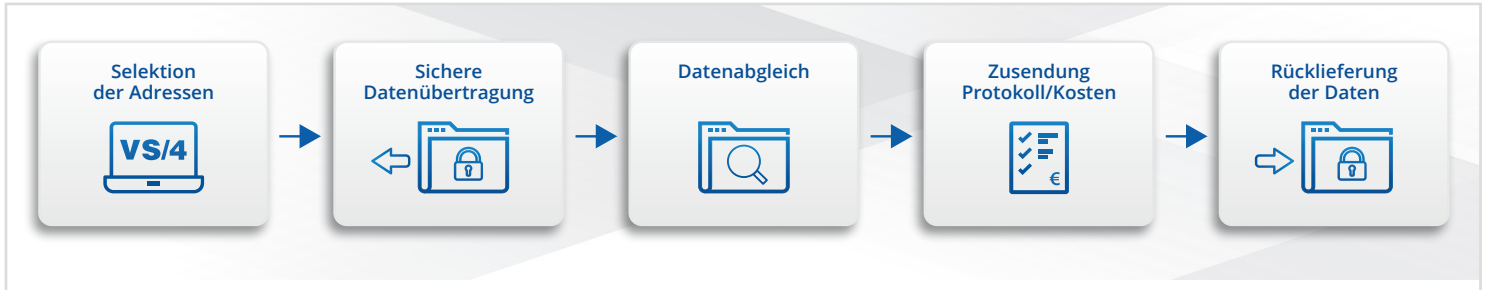 Selektion
der Adressen
VS/4
Sichere
Datenübertragung
Datenabgleich
Zusendung
Protokoll/Kosten
€
Rücklieferung
der Daten